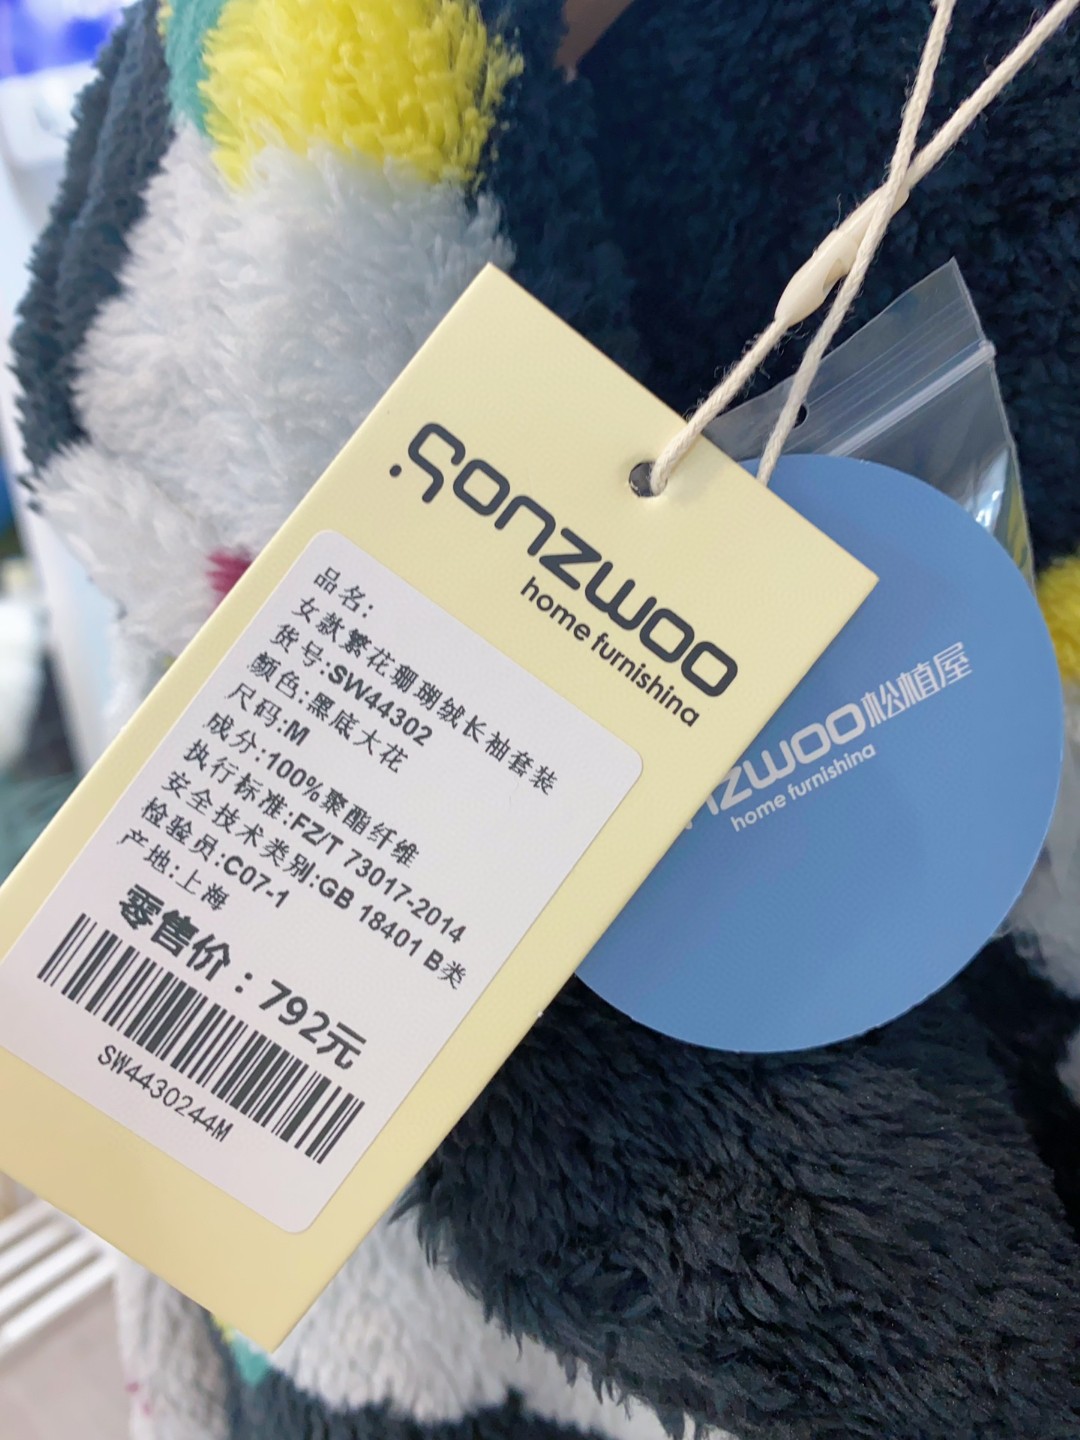 sonzwoo
home furnishina
品名:
女款繁花珊瑚绒长袖套装
货号:SW44302
颜色:黑底大花
尺码:M
成分:100%聚酯纤维
执行标准:FZ/T 73017-2014
安全技术类别:GB 18401 B类
检验员:C07-1
产地:上海
零售价：792元
SW4430244M
nzwoo松植屋
home furnishina